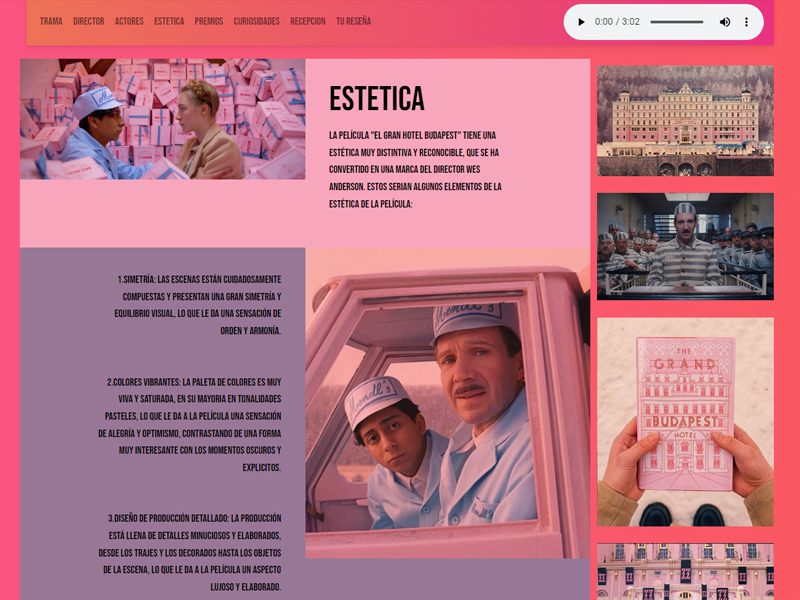 TRAMA DIRECTOR ACTORES ESTETICA PREMIOS CURIOSIDADES RECEPCION TU RESEÑA
0:00 / 3:02
ESTETICA
LA PELÍCULA "EL GRAN HOTEL BUDAPEST" TIENE UNA
ESTÉTICA MUY DISTINTIVA Y RECONOCIBLE, QUE SE HA
CONVERTIDO EN UNA MARCA DEL DIRECTOR WES
ANDERSON. ESTOS SERIAN ALGUNOS ELEMENTOS DE LA
ESTÉTICA DE LA PELÍCULA:
1.SIMETRÍA: LAS ESCENAS ESTÁN CUIDADOSAMENTE
COMPUESTAS Y PRESENTAN UNA GRAN SIMETRÍA Y
EQUILIBRIO VISUAL, LO QUE LE DA UNA SENSACIÓN DE
ORDEN Y ARMONÍA.
2.COLORES VIBRANTES: LA PALETA DE COLORES ES MUY
VIVA Y SATURADA, EN SU MAYORIA EN TONALIDADES
PASTELES, LO QUE LE DA A LA PELÍCULA UNA SENSACIÓN
DE ALEGRÍA Y OPTIMISMO, CONTRASTANDO DE UNA FORMA
MUY INTERESANTE CON LOS MOMENTOS OSCUROS Y
EXPLICITOS.
3.DISEÑO DE PRODUCCIÓN DETALLADO: LA PRODUCCIÓN
ESTÁ LLENA DE DETALLES MINUCIOSOS Y ELABORADOS,
DESDE LOS TRAJES Y LOS DECORADOS HASTA LOS OBJETOS
DE LA ESCENA, LO QUE LE DA A LA PELÍCULA UN ASPECTO
LUJOSO Y ELABORADO.
Mendl's
Mendl's
THE
GRAND
BUDAPEST
HOTEL